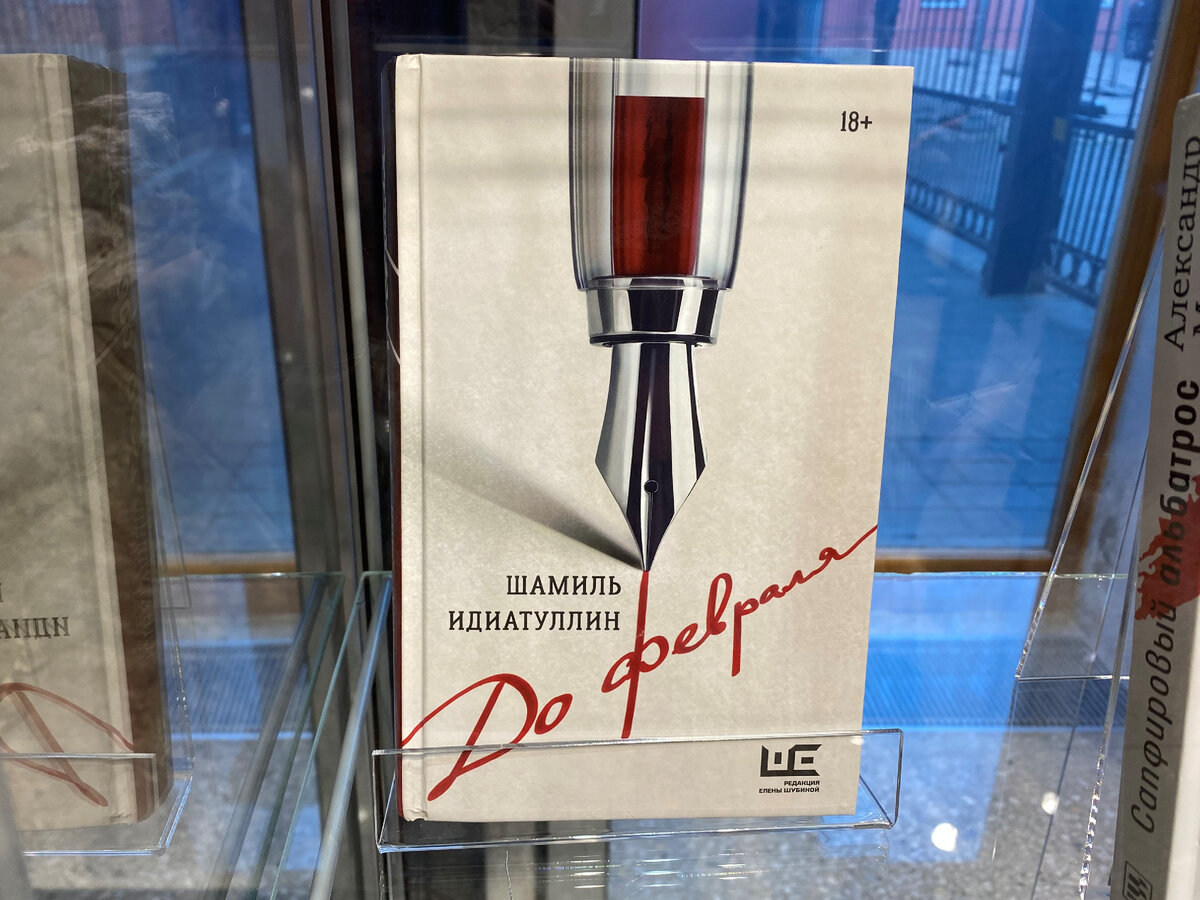 18+
ШАМИЛЬ
ИДИАТУЛЛИН
До февраля
РЕДАКЦИЯ
ЕЛЕНЫ ШУБИНОЙ
Александр
Сапфировый альбатрос